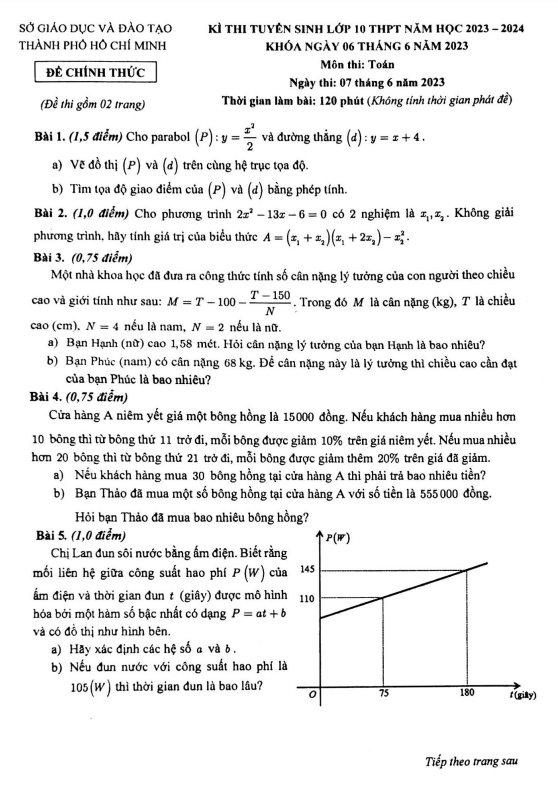 SỞ GIÁO DỤC VÀ ĐÀO TẠO
THÀNH PHỐ HỒ CHÍ MINH
ĐỀ CHÍNH THỨC
(Đề thi gồm 02 trang)
KÌ THI TUYỂN SINH LỚP 10 THPT NĂM HỌC 2023 – 2024
KHÓA NGÀY 06 THÁNG 6 NĂM 2023
Môn thi: Toán
Ngày thi: 07 tháng 6 năm 2023
Thời gian làm bài: 120 phút (Không tính thời gian phát đề)
Bài 1. (1,5 điểm) Cho parabol (P): y = x²/2 và đường thẳng (d): y = x + 4.
a) Vẽ đồ thị (P) và (d) trên cùng hệ trục tọa độ.
b) Tìm tọa độ giao điểm của (P) và (d) bằng phép tính.
Bài 2. (1,0 điểm) Cho phương trình 2x² − 13x − 6 = 0 có 2 nghiệm là x₁, x₂. Không giải
phương trình, hãy tính giá trị của biểu thức A = (x₁ + x₂)(x₁ + 2x₂) − x₂².
Bài 3. (0,75 điểm)
Một nhà khoa học đã đưa ra công thức tính số cân nặng lý tưởng của con người theo chiều
cao và giới tính như sau: M = T − 100 − (T − 150)/N. Trong đó M là cân nặng (kg), T là chiều
cao (cm), N = 4 nếu là nam, N = 2 nếu là nữ.
a) Bạn Hạnh (nữ) cao 1,58 mét. Hỏi cân nặng lý tưởng của bạn Hạnh là bao nhiêu?
b) Bạn Phúc (nam) có cân nặng 68 kg. Để cân nặng này là lý tưởng thì chiều cao cần đạt
của bạn Phúc là bao nhiêu?
Bài 4. (0,75 điểm)
Cửa hàng A niêm yết giá một bông hồng là 15000 đồng. Nếu khách hàng mua nhiều hơn
10 bông thì từ bông thứ 11 trở đi, mỗi bông được giảm 10% trên giá niêm yết. Nếu mua nhiều
hơn 20 bông thì từ bông thứ 21 trở đi, mỗi bông được giảm thêm 20% trên giá đã giảm.
a) Nếu khách hàng mua 30 bông hồng tại cửa hàng A thì phải trả bao nhiêu tiền?
b) Bạn Thảo đã mua một số bông hồng tại cửa hàng A với số tiền là 555000 đồng.
Hỏi bạn Thảo đã mua bao nhiêu bông hồng?
Bài 5. (1,0 điểm)
Chị Lan đun sôi nước bằng ấm điện. Biết rằng
mối liên hệ giữa công suất hao phí P (W) của
ấm điện và thời gian đun t (giây) được mô hình
hóa bởi một hàm số bậc nhất có dạng P = at + b
và có đồ thị như hình bên.
a) Hãy xác định các hệ số a và b.
b) Nếu đun nước với công suất hao phí là
105 (W) thì thời gian đun là bao lâu?
P(W)
145
110
O
75
180
t(giây)
Tiếp theo trang sau